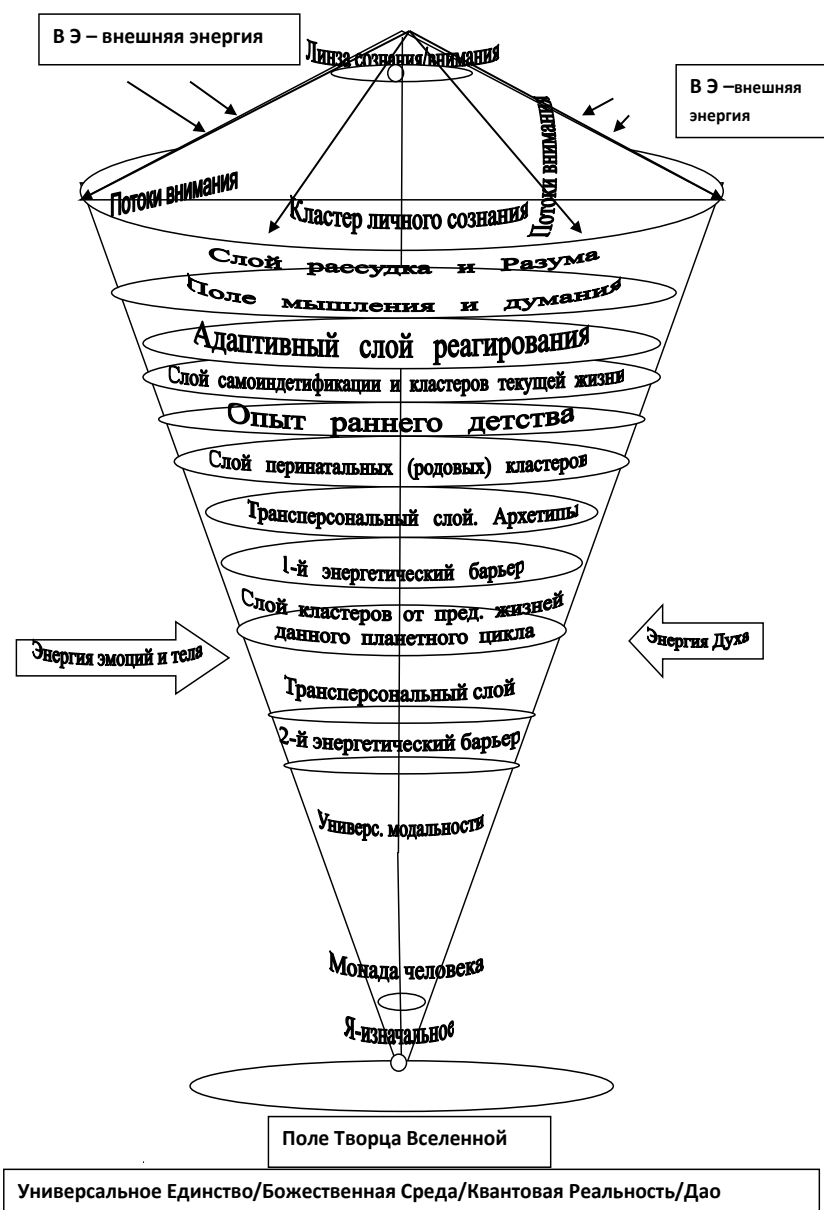 В Э – внешняя энергия
Линза сознания/внимания
В Э –внешняя
энергия
Потоки внимания
Потоки внимания
Кластер личного сознания
Слой рассудка и Разума
Поле мышления и думания
Адаптивный слой реагирования
Слой самоиндетификации и кластеров текущей жизни
Опыт раннего детства
Слой перинатальных (родовых) кластеров
Трансперсональный слой. Архетипы
1-й энергетический барьер
Слой кластеров от пред. жизней
данного планетного цикла
Энергия эмоций и тела
Энергия Духа
Трансперсональный слой
2-й энергетический барьер
Универс. модальности
Монада человека
Я-изначальное
Поле Творца Вселенной
Универсальное Единство/Божественная Среда/Квантовая Реальность/Дао